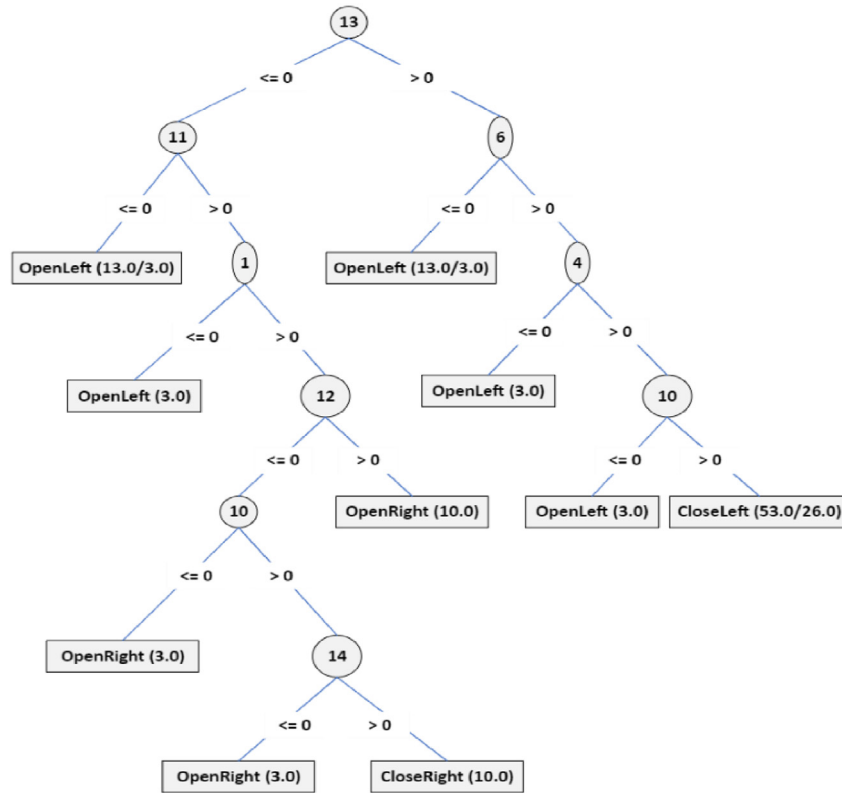 13
<= 0 > 0
11 6
<= 0 > 0 <= 0 > 0
OpenLeft (13.0/3.0) 1 OpenLeft (13.0/3.0) 4
<= 0 > 0 <= 0 > 0
OpenLeft (3.0) 12 OpenLeft (3.0) 10
<= 0 > 0 <= 0 > 0
10 OpenRight (10.0) OpenLeft (3.0) CloseLeft (53.0/26.0)
<= 0 > 0
OpenRight (3.0) 14
<= 0 > 0
OpenRight (3.0) CloseRight (10.0)